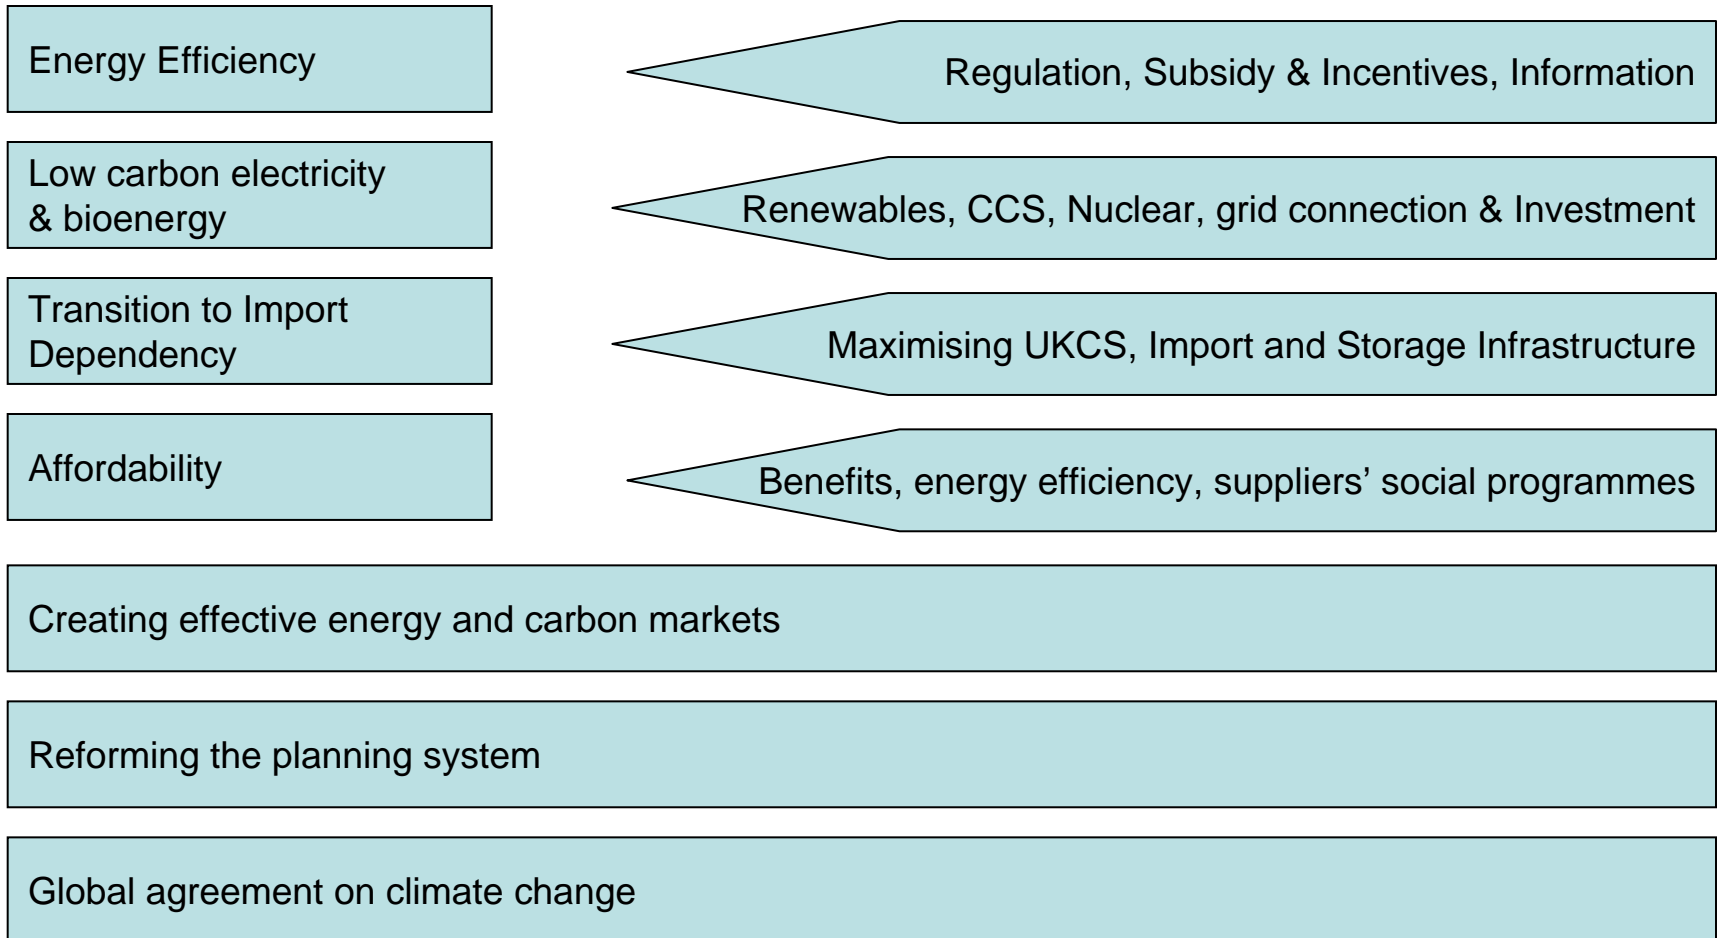 Energy Efficiency
Regulation, Subsidy & Incentives, Information
Low carbon electricity
& bioenergy
Renewables, CCS, Nuclear, grid connection & Investment
Transition to Import
Dependency
Maximising UKCS, Import and Storage Infrastructure
Affordability
Benefits, energy efficiency, suppliers’ social programmes
Creating effective energy and carbon markets
Reforming the planning system
Global agreement on climate change